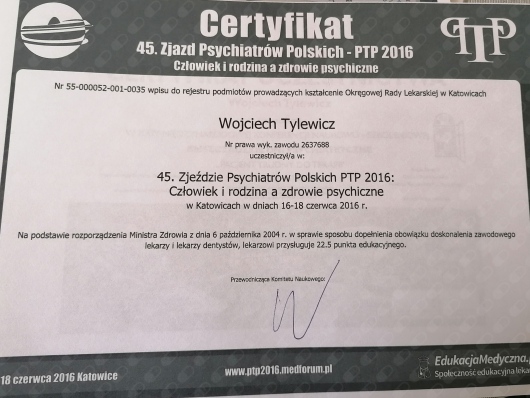 Certyfikat
45. Zjazd Psychiatrów Polskich - PTP 2016
Człowiek i rodzina a zdrowie psychiczne
PTP
Nr 55-000052-001-0035 wpisu do rejestru podmiotów prowadzących kształcenie Okręgowej Rady Lekarskiej w Katowicach
Wojciech Tylewicz
Nr prawa wyk. zawodu 2637688
uczestniczył/a w:
45. Zjeździe Psychiatrów Polskich PTP 2016:
Człowiek i rodzina a zdrowie psychiczne
w Katowicach w dniach 16-18 czerwca 2016 r.
Na podstawie rozporządzenia Ministra Zdrowia z dnia 6 października 2004 r. w sprawie sposobu dopełnienia obowiązku doskonalenia zawodowego
lekarzy i lekarzy dentystów, lekarzowi przysługuje 22.5 punkta edukacyjnego.
Przewodnicząca Komitetu Naukowego:
18 czerwca 2016 Katowice
www.ptp2016.medforum.pl
EdukacjaMedyczna.p
Społeczność edukacyjna leka